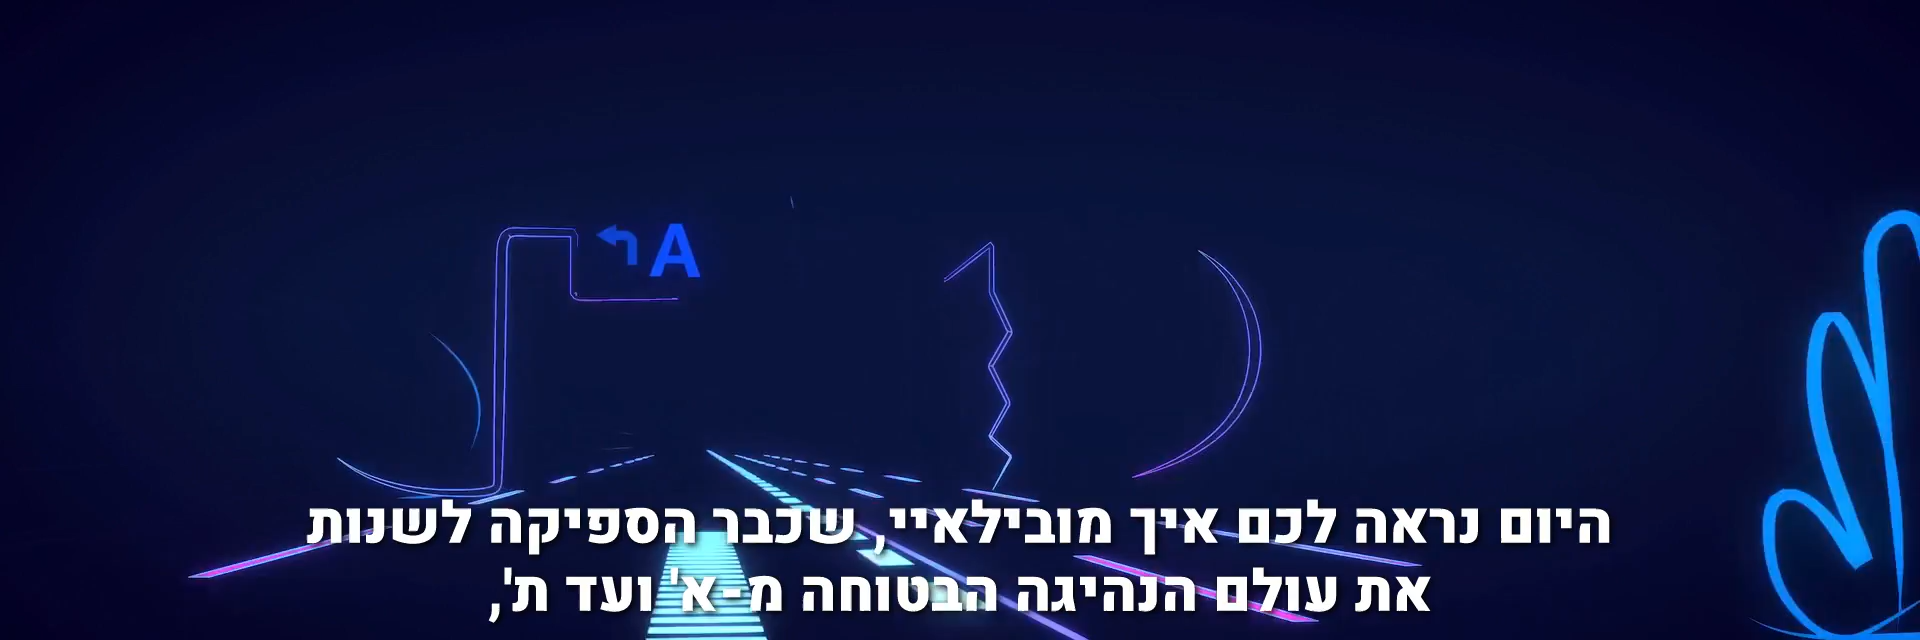 A
היום נראה לכם איך מובילאיי, שכבר הספיקה לשנות
את עולם הנהיגה הבטוחה מ-א' ועד ת',